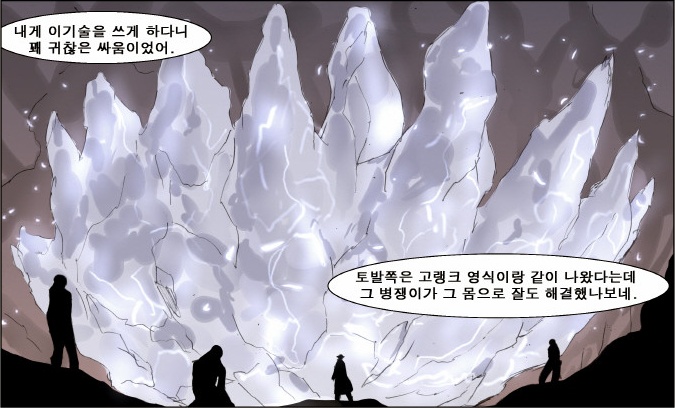 내게 이기술을 쓰게 하다니
꽤 귀찮은 싸움이었어.
토발쪽은 고랭크 영식이랑 같이 나왔다는데
그 병쟁이가 그 몸으로 잘도 해결했나보네.